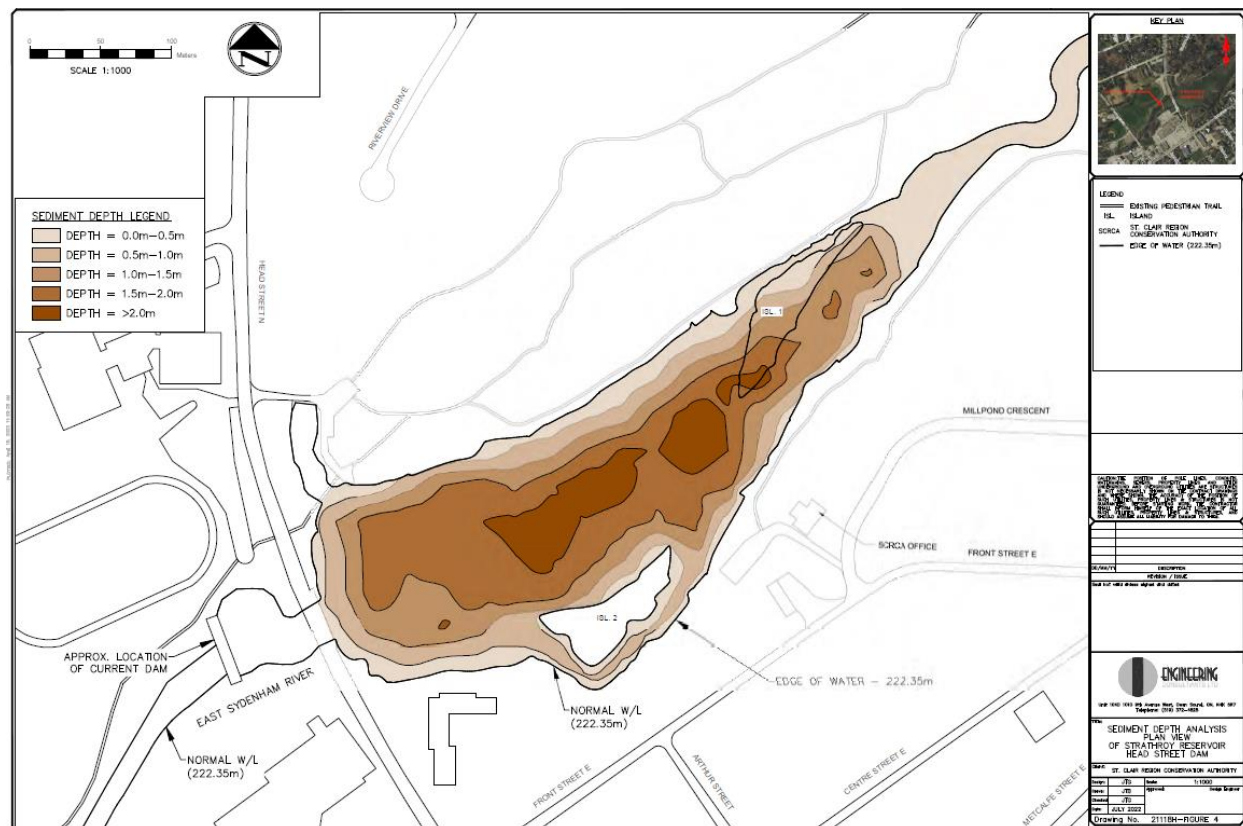 0 50 100 Meters
SCALE 1:1000
N
SEDIMENT DEPTH LEGEND
DEPTH = 0.0m-0.5m
DEPTH = 0.5m-1.0m
DEPTH = 1.0m-1.5m
DEPTH = 1.5m-2.0m
DEPTH = >2.0m
RIVERVIEW DRIVE
HEAD STREET N
ISL. 1
MILLPOND CRESCENT
SCRCA OFFICE
FRONT STREET E
ISL. 2
APPROX. LOCATION
OF CURRENT DAM
EAST SYDENHAM RIVER
EDGE OF WATER - 222.35m
NORMAL W/L
(222.35m)
NORMAL W/L
(222.35m)
FRONT STREET E
ARTHUR STREET
CENTRE STREET E
METCALFE STREET E
KEY PLAN
LEGEND
EXISTING PEDESTRIAN TRAIL
ISL. ISLAND
SCRCA ST. CLAIR REGION
CONSERVATION AUTHORITY
EDGE OF WATER (222.35m)
DESCRIPTION
REVISION / ISSUE
ENGINEERING
SEDIMENT DEPTH ANALYSIS
PLAN VIEW
OF STRATHROY RESERVOIR
HEAD STREET DAM
ST. CLAIR REGION CONSERVATION AUTHORITY
JTB Scale 1:1000
JTB
JTB
JULY 2022
Drawing No. 21118H-FIGURE 4